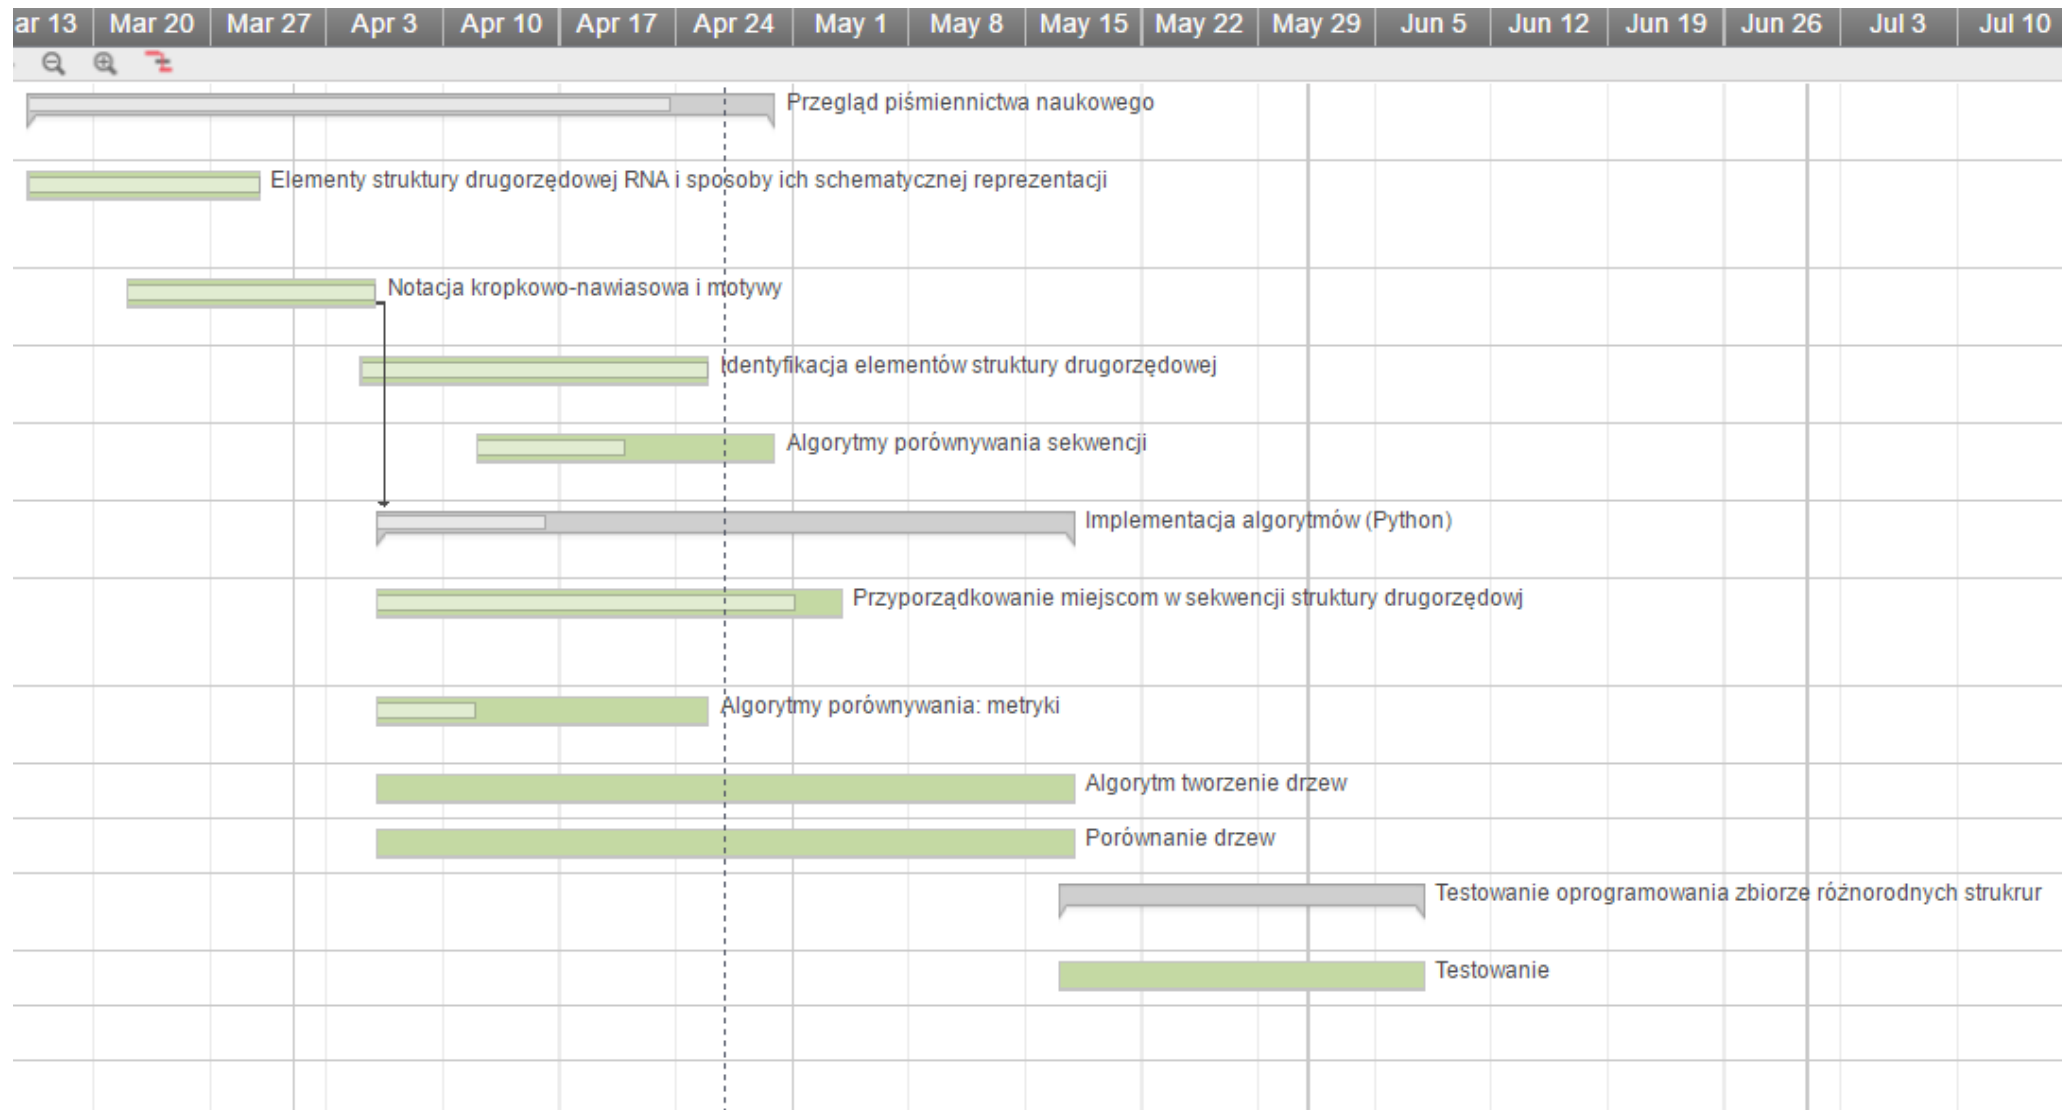 ar 13 Mar 20 Mar 27 Apr 3 Apr 10 Apr 17 Apr 24 May 1 May 8 May 15 May 22 May 29 Jun 5 Jun 12 Jun 19 Jun 26 Jul 3 Jul 10
Przegląd piśmiennictwa naukowego
Elementy struktury drugorzędowej RNA i sposoby ich schematycznej reprezentacji
Notacja kropkowo-nawiasowa i motywy
Identyfikacja elementów struktury drugorzędowej
Algorytmy porównywania sekwencji
Implementacja algorytmów (Python)
Przyporządkowanie miejscom w sekwencji struktury drugorzędowj
Algorytmy porównywania: metryki
Algorytm tworzenie drzew
Porównanie drzew
Testowanie oprogramowania zbiorze różnorodnych strukrur
Testowanie